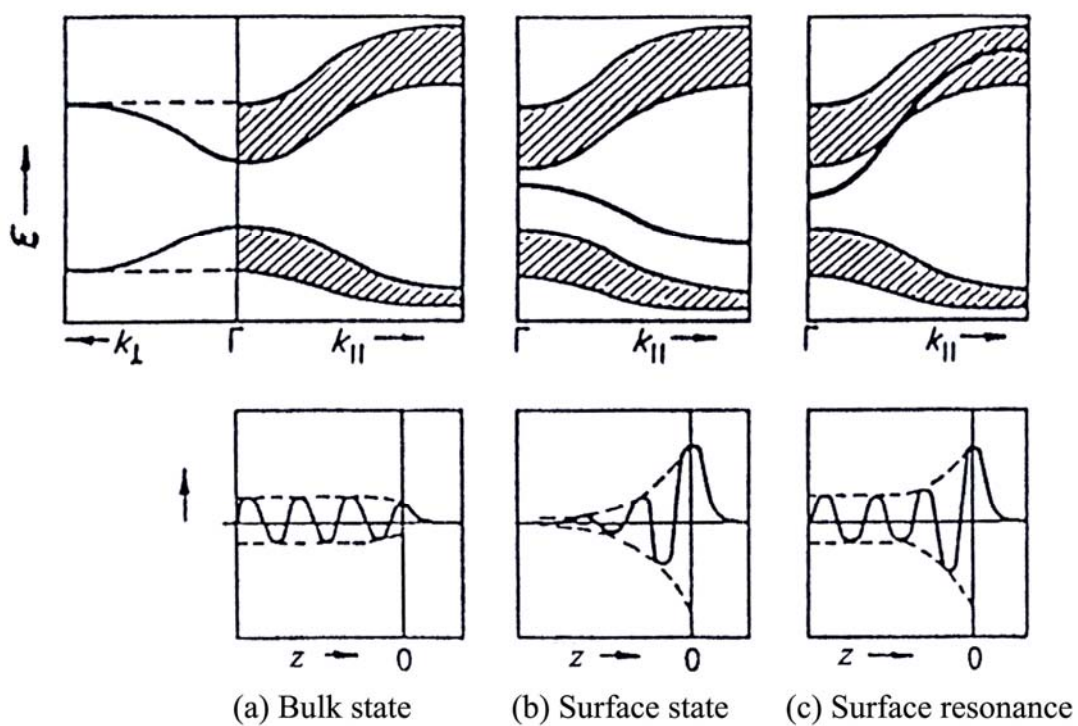 ε
k⊥ Γ k|| Γ k|| Γ k||
z 0 z 0 z 0
(a) Bulk state (b) Surface state (c) Surface resonance